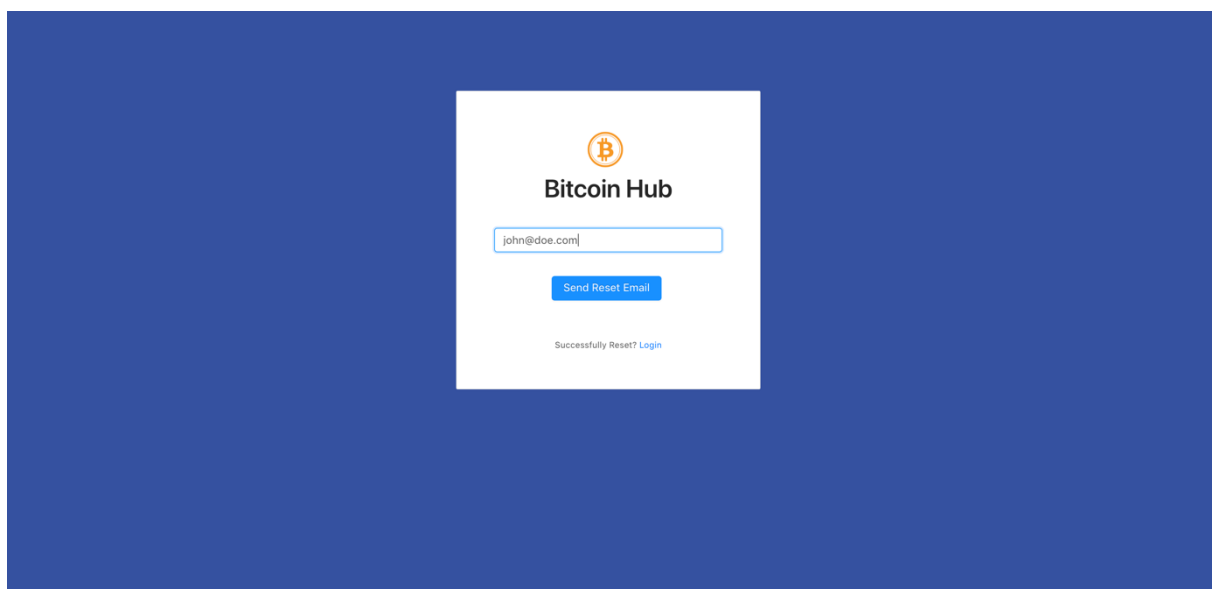 Bitcoin Hub
john@doe.com
Send Reset Email
Successfully Reset? Login